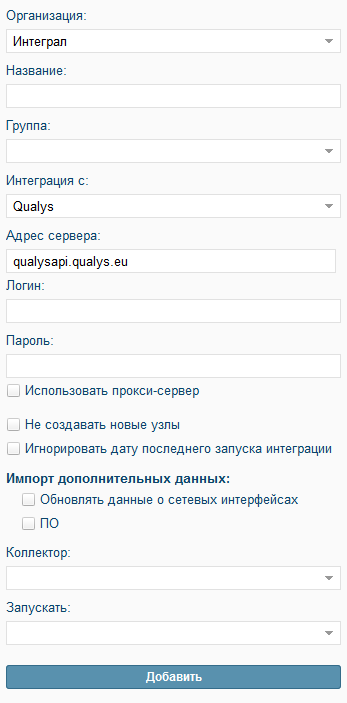 Организация:
Интеграл
Название:
Группа:
Интеграция с:
Qualys
Адрес сервера:
qualysapi.qualys.eu
Логин:
Пароль:
Использовать прокси-сервер
Не создавать новые узлы
Игнорировать дату последнего запуска интеграции
Импорт дополнительных данных:
Обновлять данные о сетевых интерфейсах
ПО
Коллектор:
Запускать:
Добавить